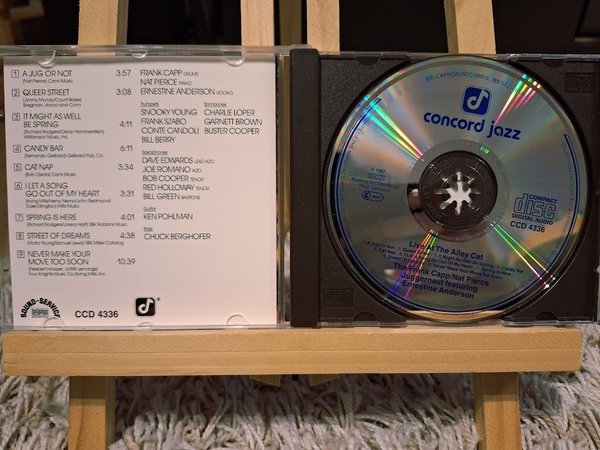 1 A JUG OR NOT 3:57
(Nat Pierce) Cami Music.
2 QUEER STREET 3:08
(Jimmy Mundy/Count Basie)
Bregman, Vocco and Conn
3 IT MIGHT AS WELL
BE SPRING 4:11
(Richard Rodgers/Oscar Hammerstein)
Williamson Music, Inc.
4 CANDY BAR 6:11
(Fernando Gelbard) Gelbard Pub. Co.
5 CAT NAP 3:34
(Bob Ojeda) Cami Music.
6 I LET A SONG
GO OUT OF MY HEART 3:31
(Irving Mills/Henry Nemo/John Redmond/
Duke Ellington) Mills Music
7 SPRING IS HERE 4:01
(Richard Rodgers/Lorenz Hart) SBK Robbins Music
8 STREET OF DREAMS 4:38
(Victor Young/Samuel Lewis) SBK Miller Catalog
9 NEVER MAKE YOUR
MOVE TOO SOON 10:39
(Nesbert Hooper, Jr./Will Jennings)
Four Knights Music Co./Irving Mills, Inc.
FRANK CAPP DRUMS
NAT PIERCE PIANO
ERNESTINE ANDERSON VOCALS
Trumpets
SNOOKY YOUNG
FRANK SZABO
CONTE CANDOLI
BILL BERRY
Trombones
CHARLIE LOPER
GARNETT BROWN
BUSTER COOPER
Saxophones
DAVE EDWARDS LEAD ALTO
JOE ROMANO ALTO
BOB COOPER TENOR
RED HOLLOWAY TENOR
BILL GREEN BARITONE
Guitar
KEN POHLMAN
Bass
CHUCK BERGHOFER
SOUND-SERVICE
CCD 4336
BELLAPHON RECORDS, WEST
concord jazz
℗ 1987
COMPACT
disc
DIGITAL AUDIO
CCD 4336
Live At The Alley Cat
The Frank Capp/Nat Pierce
Juggernaut featuring
Ernestine Anderson